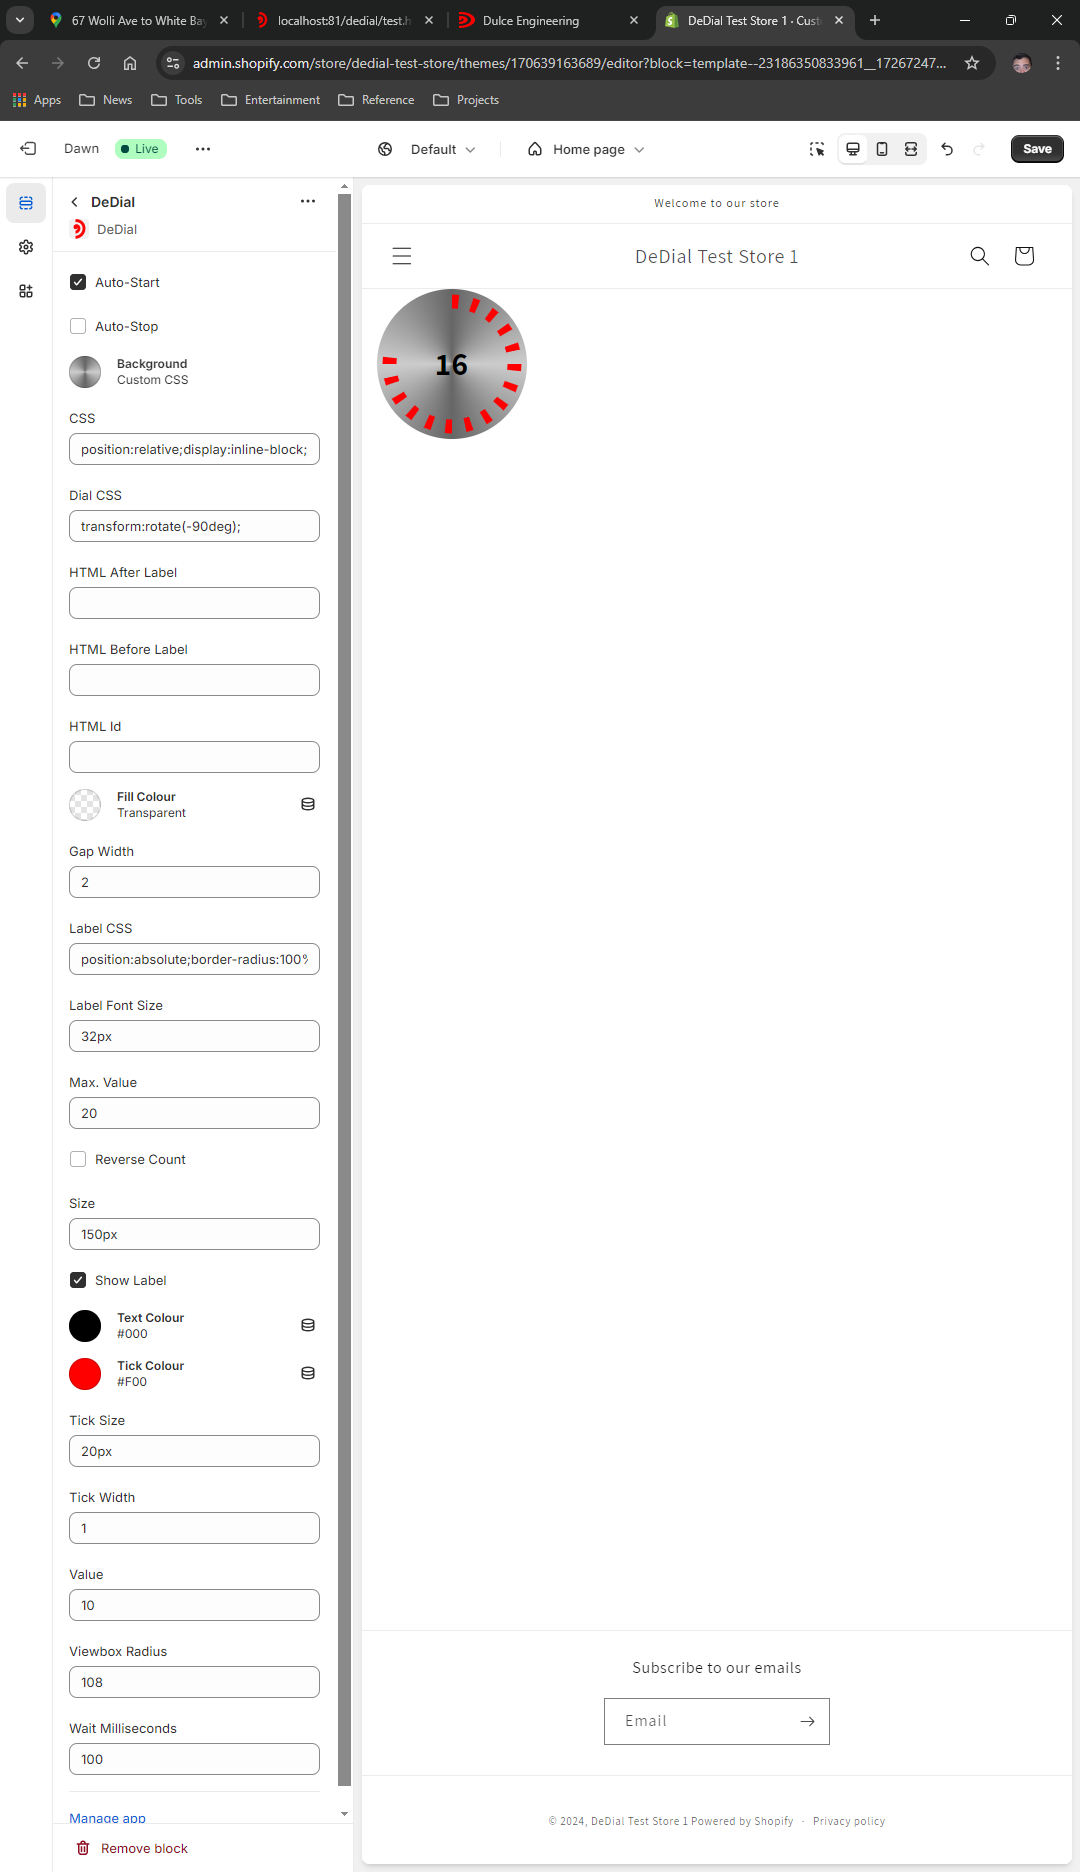 67 Wolli Ave to White Bay
localhost:81/dedial/test.h
Dulce Engineering
DeDial Test Store 1 · Cust
admin.shopify.com/store/dedial-test-store/themes/170639163689/editor?block=template--23186350833961__17267247...
Apps
News
Tools
Entertainment
Reference
Projects
Dawn
Live
Default
Home page
Save
DeDial
DeDial
Auto-Start
Auto-Stop
Background
Custom CSS
CSS
position:relative;display:inline-block;
Dial CSS
transform:rotate(-90deg);
HTML After Label
HTML Before Label
HTML Id
Fill Colour
Transparent
Gap Width
2
Label CSS
position:absolute;border-radius:100%
Label Font Size
32px
Max. Value
20
Reverse Count
Size
150px
Show Label
Text Colour
#000
Tick Colour
#F00
Tick Size
20px
Tick Width
1
Value
10
Viewbox Radius
108
Wait Milliseconds
100
Manage app
Remove block
Welcome to our store
DeDial Test Store 1
16
Subscribe to our emails
Email
© 2024, DeDial Test Store 1 Powered by Shopify · Privacy policy